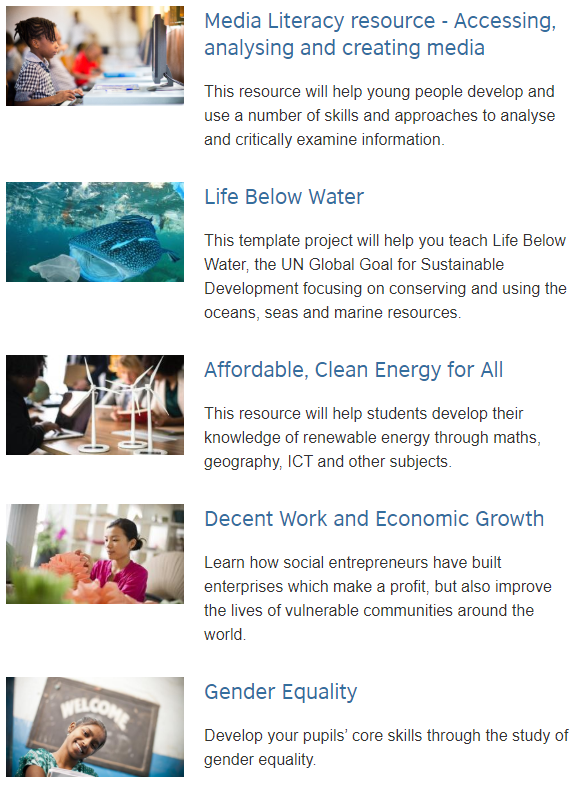 Media Literacy resource - Accessing,
analysing and creating media
This resource will help young people develop and
use a number of skills and approaches to analyse
and critically examine information.
Life Below Water
This template project will help you teach Life Below
Water, the UN Global Goal for Sustainable
Development focusing on conserving and using the
oceans, seas and marine resources.
Affordable, Clean Energy for All
This resource will help students develop their
knowledge of renewable energy through maths,
geography, ICT and other subjects.
Decent Work and Economic Growth
Learn how social entrepreneurs have built
enterprises which make a profit, but also improve
the lives of vulnerable communities around the
world.
WELCOME
Gender Equality
Develop your pupils’ core skills through the study of
gender equality.